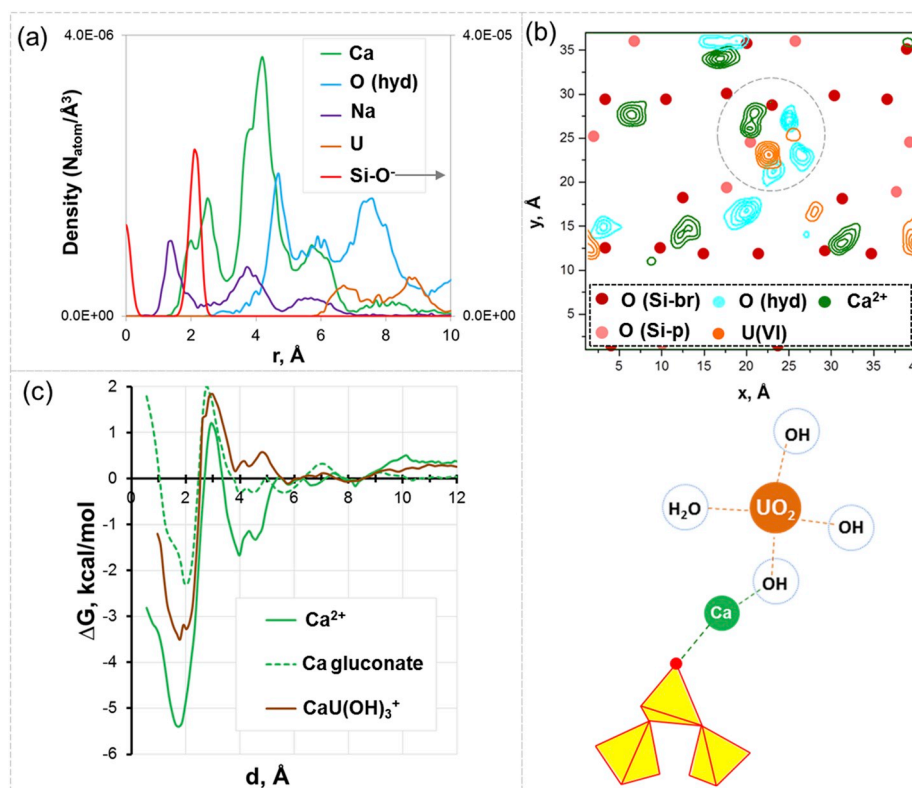 (a)
4.0E-06
4.0E-05
Density (N_atom/Å³)
Ca
O (hyd)
Na
U
Si-O⁻
0.0E+00
0.0E+00
0 2 4 6 8 10
r, Å
(b)
35
30
25
20
15
10
5
y, Å
O (Si-br) O (hyd) Ca²⁺
O (Si-p) U(VI)
5 10 15 20 25 30 35
x, Å
(c)
2
1
0
-1
-2
-3
-4
-5
-6
0 2 4 6 8 10 12
ΔG, kcal/mol
Ca²⁺
Ca gluconate
CaU(OH)₃⁺
d, Å
OH
H₂O
UO₂
OH
OH
Ca